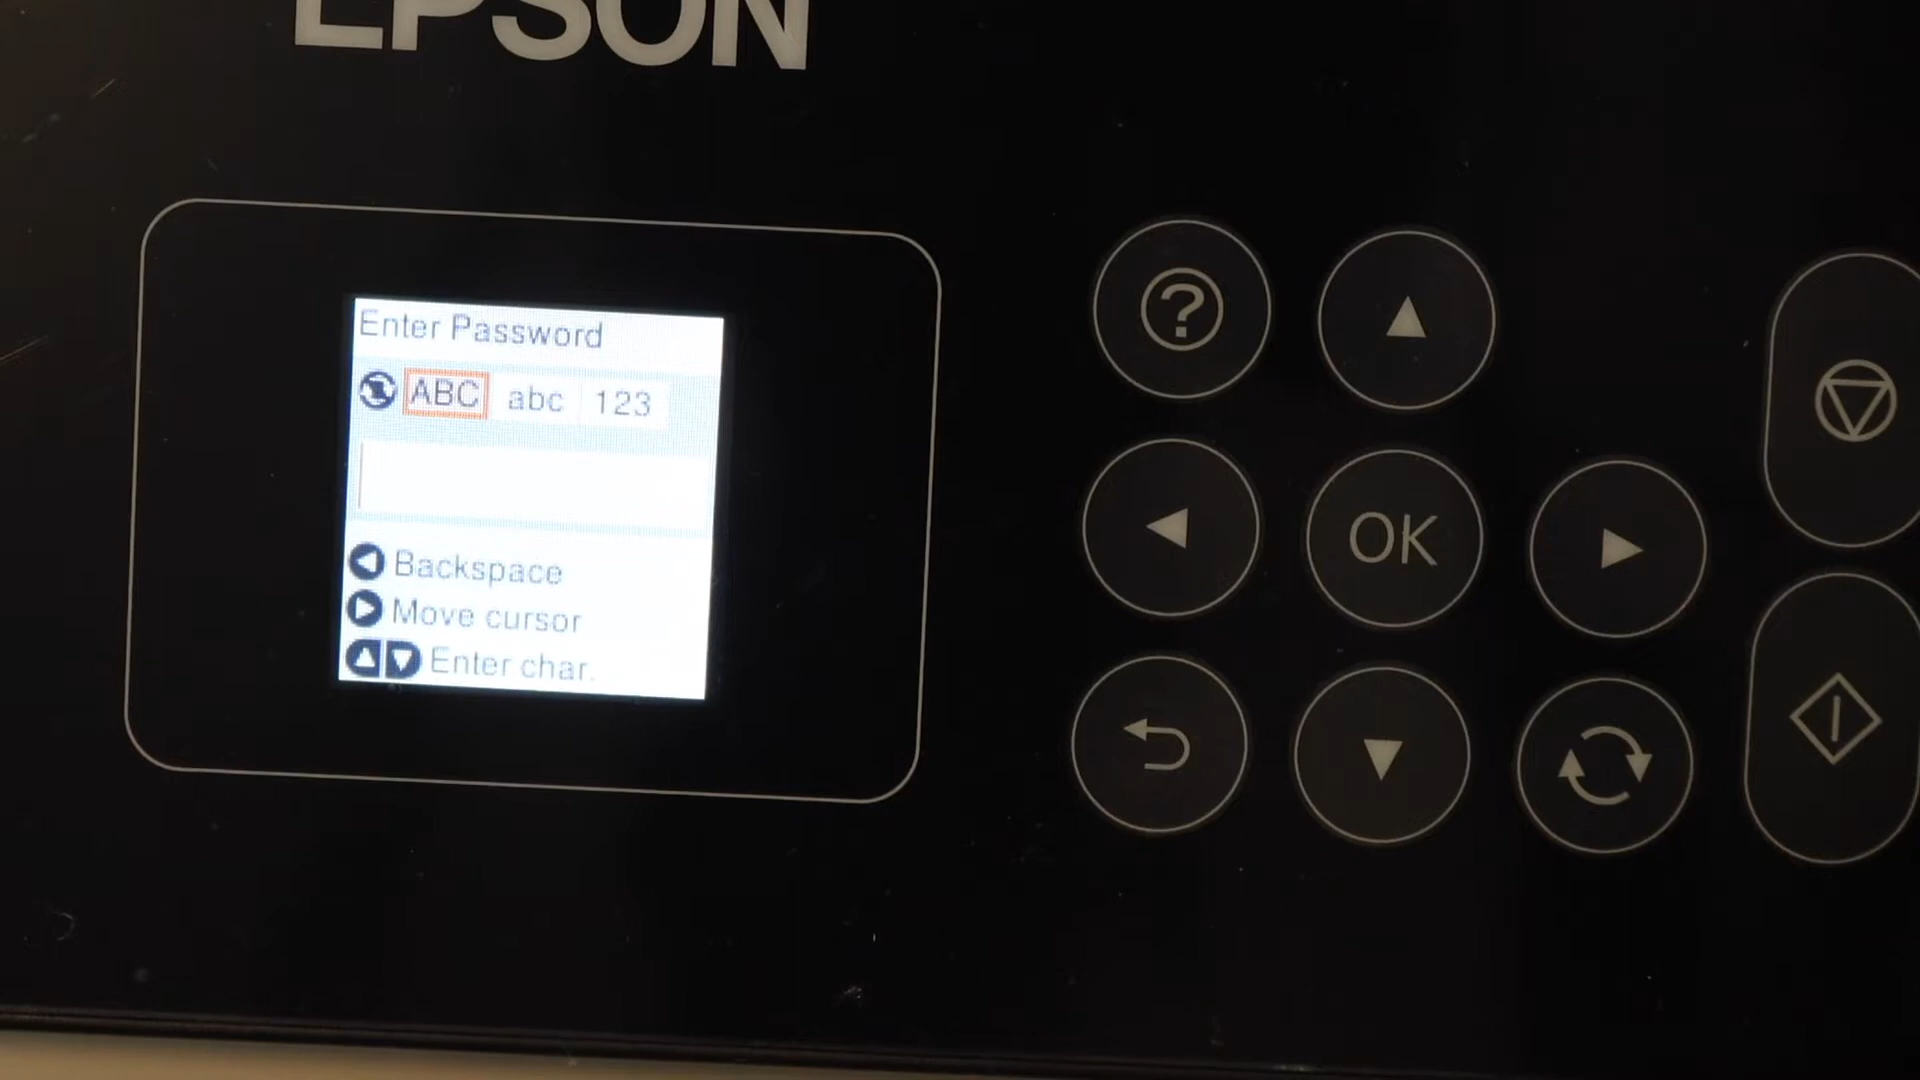 EPSON
Enter Password
ABC abc 123
Backspace
Move cursor
Enter char.
?
OK